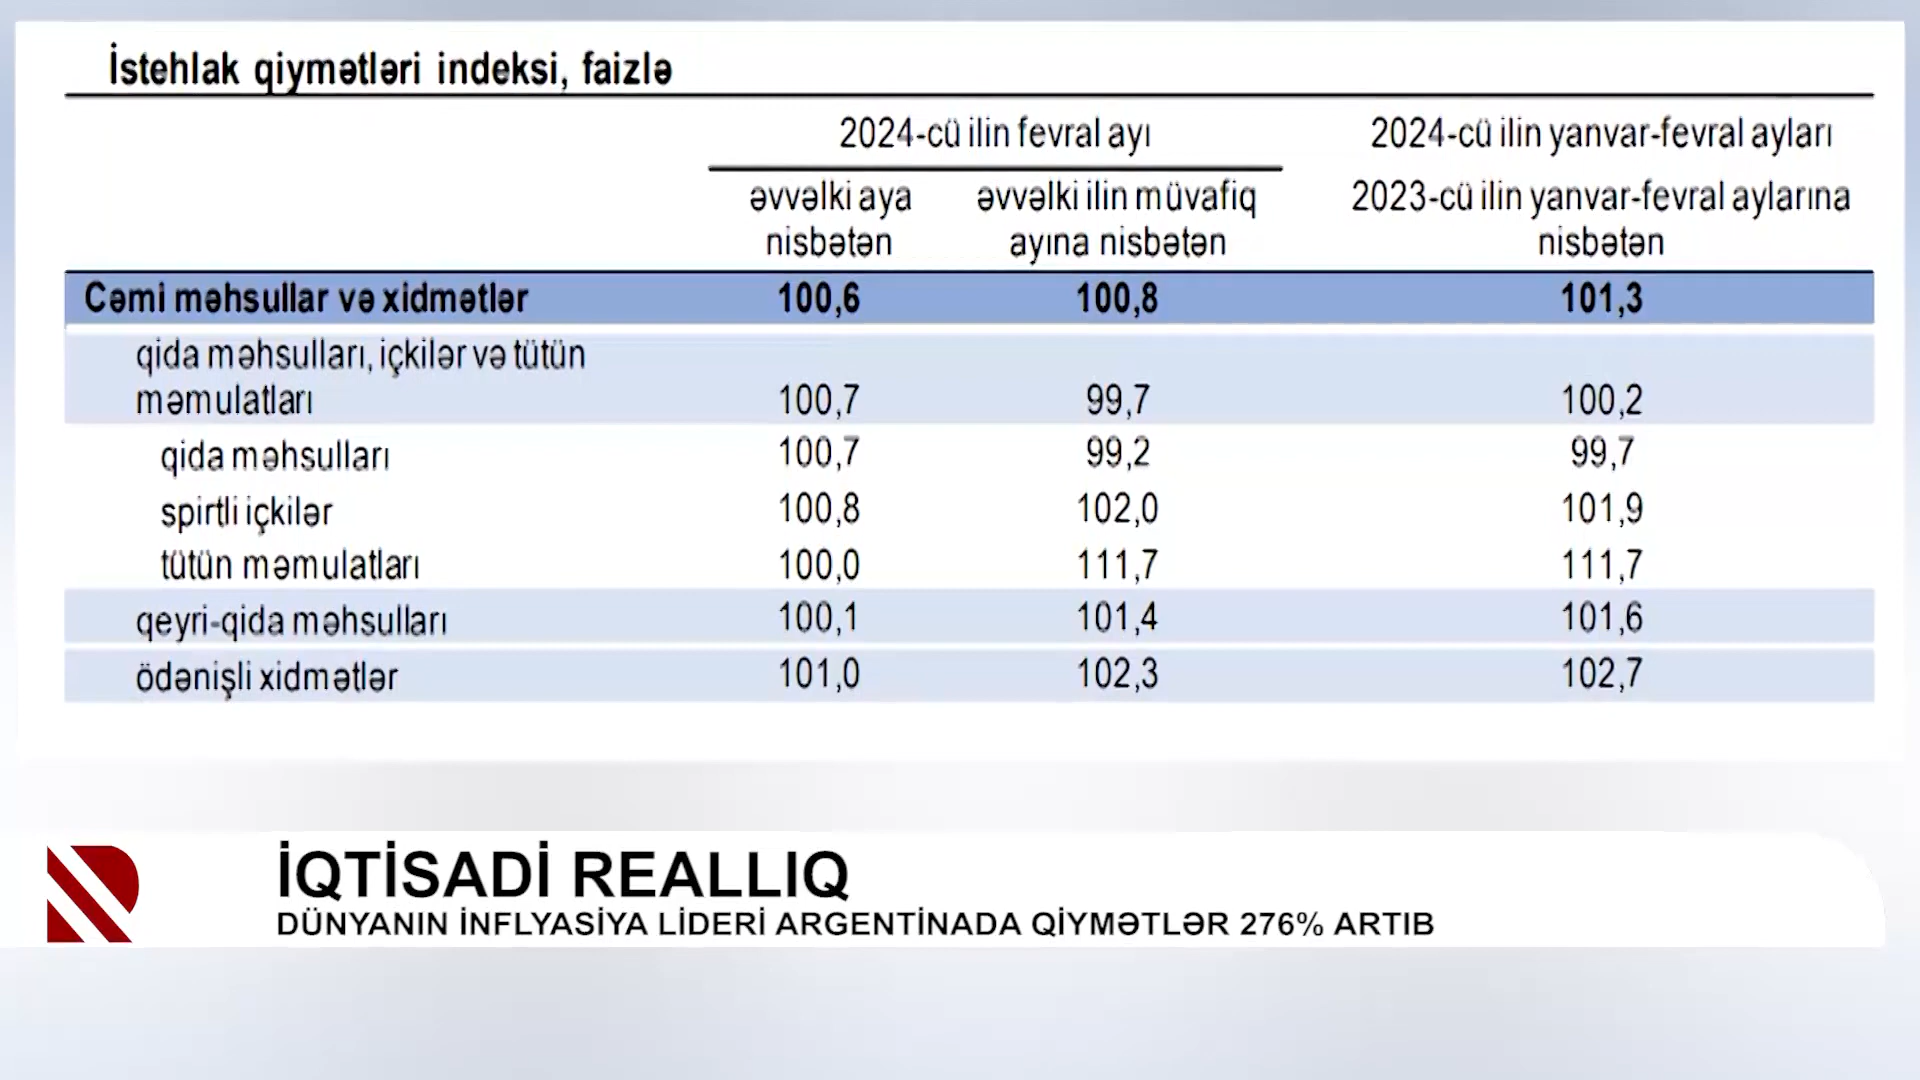 İstehlak qiymətləri indeksi, faizlə
2024-cü ilin fevral ayı 2024-cü ilin yanvar-fevral ayları
əvvəlki aya əvvəlki ilin müvafiq 2023-cü ilin yanvar-fevral aylarına
nisbətən ayına nisbətən nisbətən
Cəmi məhsullar və xidmətlər 100,6 100,8 101,3
qida məhsulları, içkilər və tütün
məmulatları 100,7 99,7 100,2
qida məhsulları 100,7 99,2 99,7
spirtli içkilər 100,8 102,0 101,9
tütün məmulatları 100,0 111,7 111,7
qeyri-qida məhsulları 100,1 101,4 101,6
ödənişli xidmətlər 101,0 102,3 102,7
İQTİSADİ REALLIQ
DÜNYANIN İNFLYASİYA LİDERİ ARGENTİNADA QİYMƏTLƏR 276% ARTIB